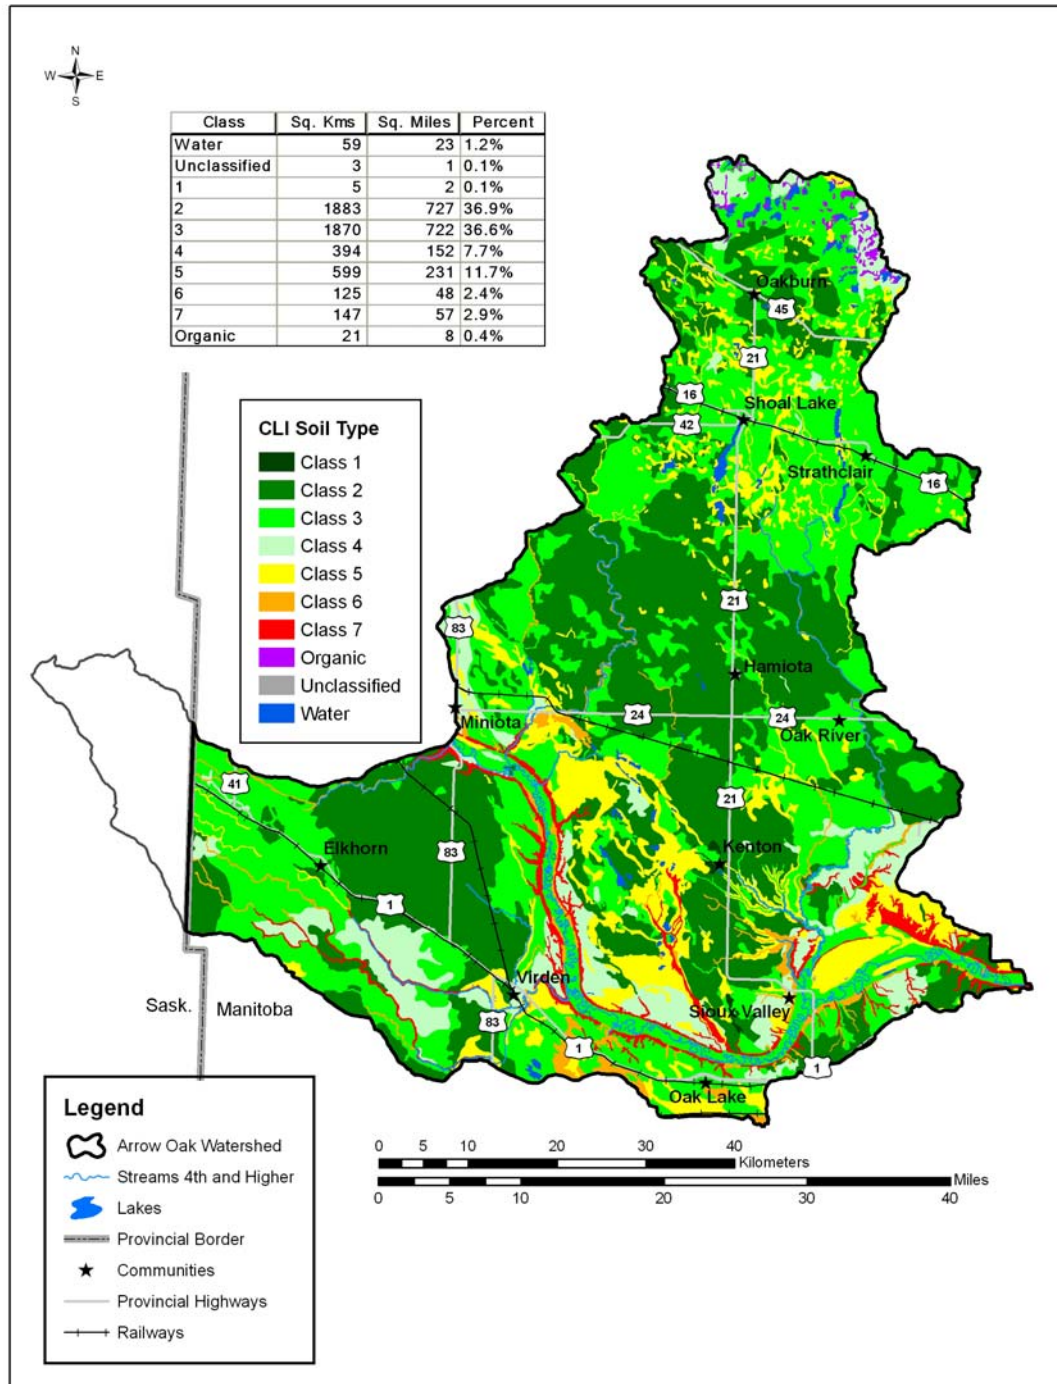 N
W E
S
Class Sq. Kms Sq. Miles Percent
Water 59 23 1.2%
Unclassified 3 1 0.1%
1 5 2 0.1%
2 1883 727 36.9%
3 1870 722 36.6%
4 394 152 7.7%
5 599 231 11.7%
6 125 48 2.4%
7 147 57 2.9%
Organic 21 8 0.4%
CLI Soil Type
Class 1
Class 2
Class 3
Class 4
Class 5
Class 6
Class 7
Organic
Unclassified
Water
Oakburn
45
21
16
Shoal Lake
42
Strathclair
16
21
83
Hamiota
24
24
Miniota
Oak River
41
21
83
Kenton
Elkhorn
1
Virden
Sioux Valley
83
1
1
Oak Lake
Sask. Manitoba
Legend
Arrow Oak Watershed
Streams 4th and Higher
Lakes
Provincial Border
Communities
Provincial Highways
Railways
0 5 10 20 30 40
Kilometers
Miles
0 5 10 20 30 40